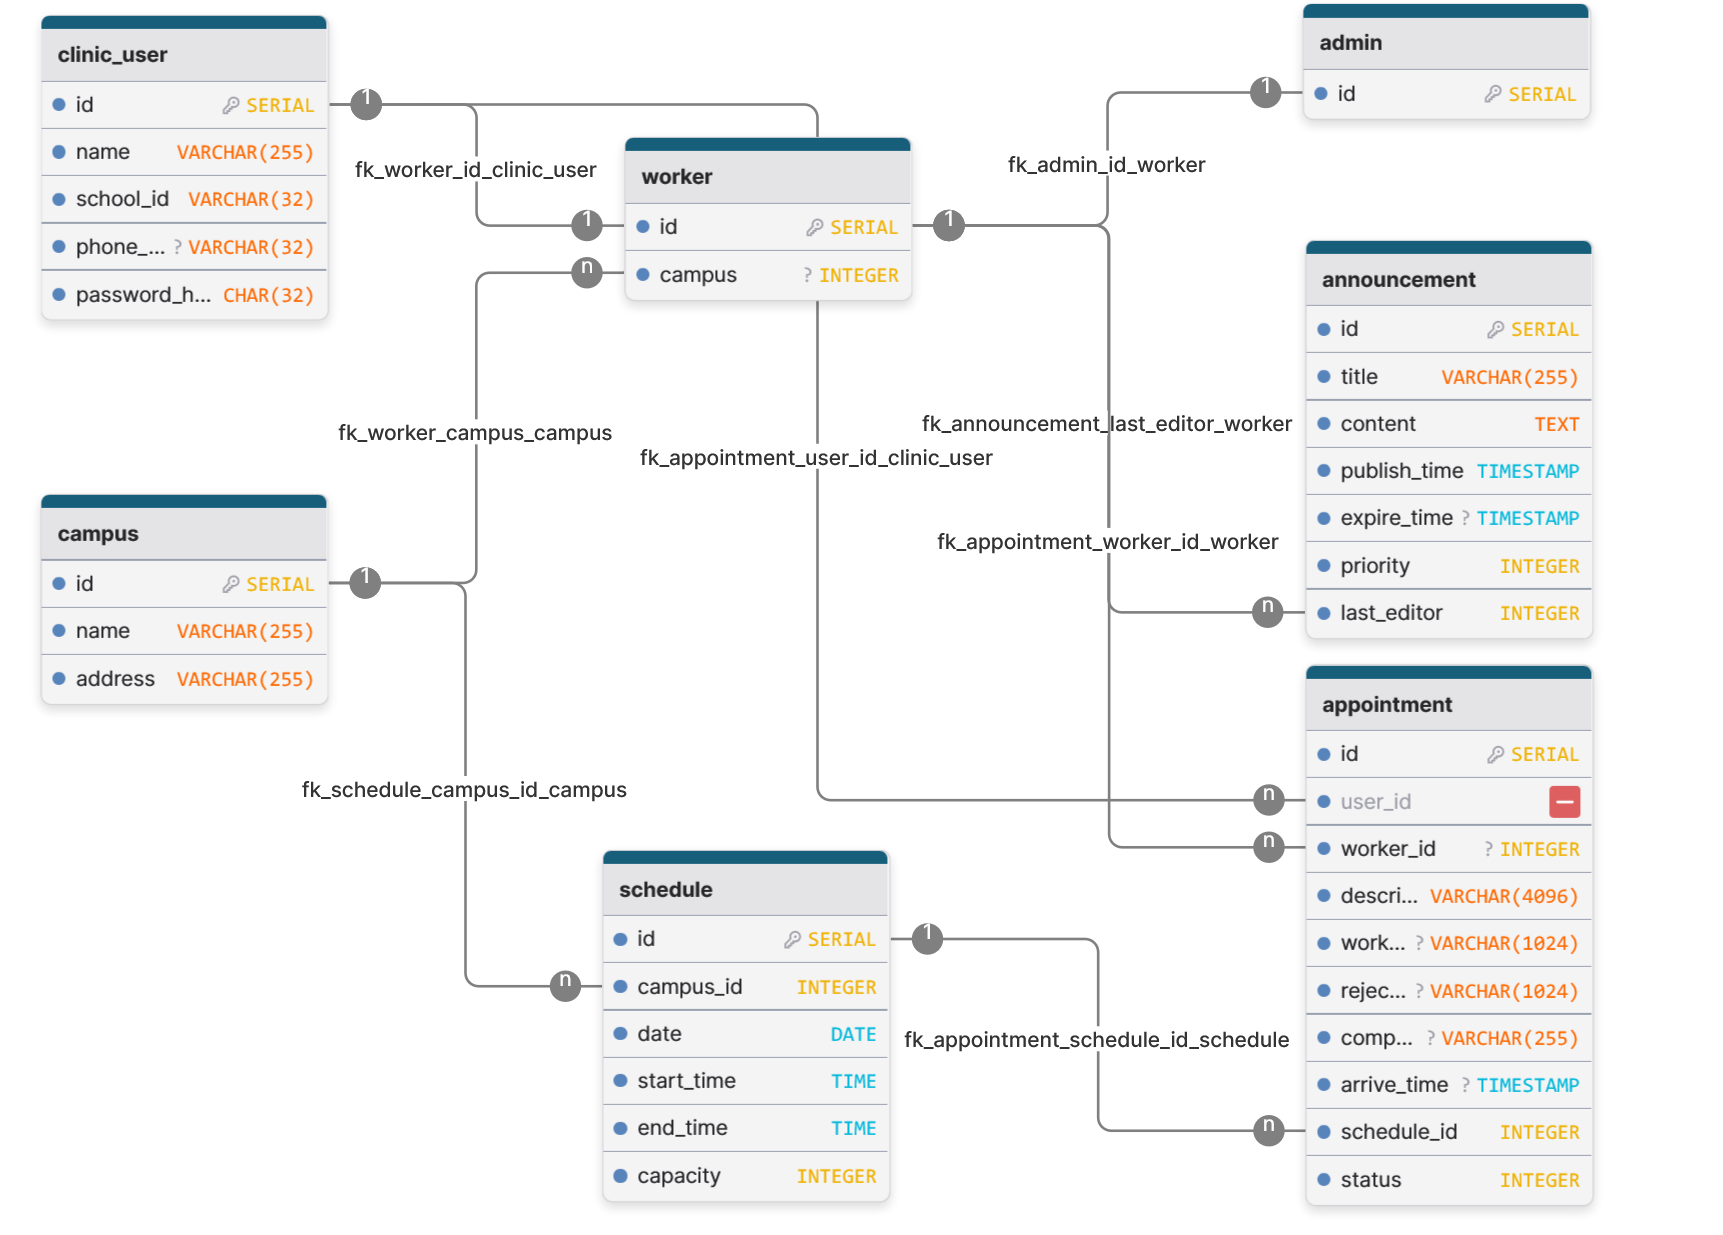 clinic_user
id SERIAL
name VARCHAR(255)
school_id VARCHAR(32)
phone_... ? VARCHAR(32)
password_h... CHAR(32)
1
fk_worker_id_clinic_user
1
n
worker
id SERIAL
campus ? INTEGER
1
fk_admin_id_worker
1
admin
id SERIAL
announcement
id SERIAL
title VARCHAR(255)
content TEXT
publish_time TIMESTAMP
expire_time ? TIMESTAMP
priority INTEGER
last_editor INTEGER
fk_worker_campus_campus
fk_announcement_last_editor_worker
fk_appointment_user_id_clinic_user
fk_appointment_worker_id_worker
n
campus
id SERIAL
name VARCHAR(255)
address VARCHAR(255)
1
fk_schedule_campus_id_campus
n
schedule
id SERIAL
campus_id INTEGER
date DATE
start_time TIME
end_time TIME
capacity INTEGER
1
fk_appointment_schedule_id_schedule
n
n
n
appointment
id SERIAL
user_id
worker_id ? INTEGER
descri... VARCHAR(4096)
work... ? VARCHAR(1024)
rejec... ? VARCHAR(1024)
comp... ? VARCHAR(255)
arrive_time ? TIMESTAMP
schedule_id INTEGER
status INTEGER